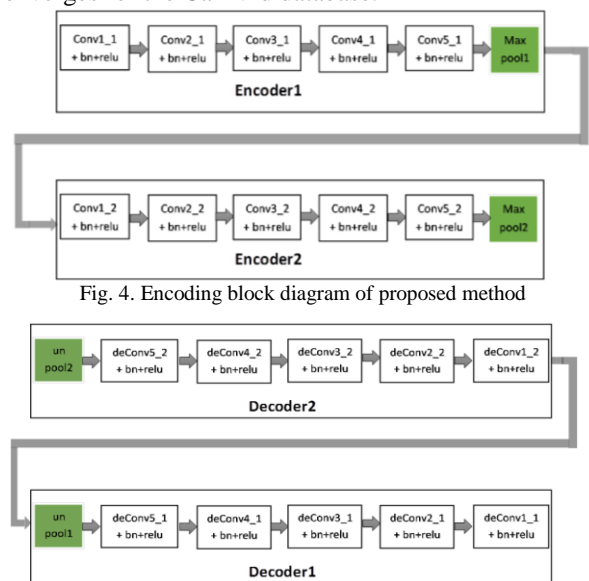 Conv1_1 + bn+relu
Conv2_1 + bn+relu
Conv3_1 + bn+relu
Conv4_1 + bn+relu
Conv5_1 + bn+relu
Max pool1
Encoder1
Conv1_2 + bn+relu
Conv2_2 + bn+relu
Conv3_2 + bn+relu
Conv4_2 + bn+relu
Conv5_2 + bn+relu
Max pool2
Encoder2
Fig. 4. Encoding block diagram of proposed method
un pool2
deConv5_2 + bn+relu
deConv4_2 + bn+relu
deConv3_2 + bn+relu
deConv2_2 + bn+relu
deConv1_2 + bn+relu
Decoder2
un pool1
deConv5_1 + bn+relu
deConv4_1 + bn+relu
deConv3_1 + bn+relu
deConv2_1 + bn+relu
deConv1_1 + bn+relu
Decoder1